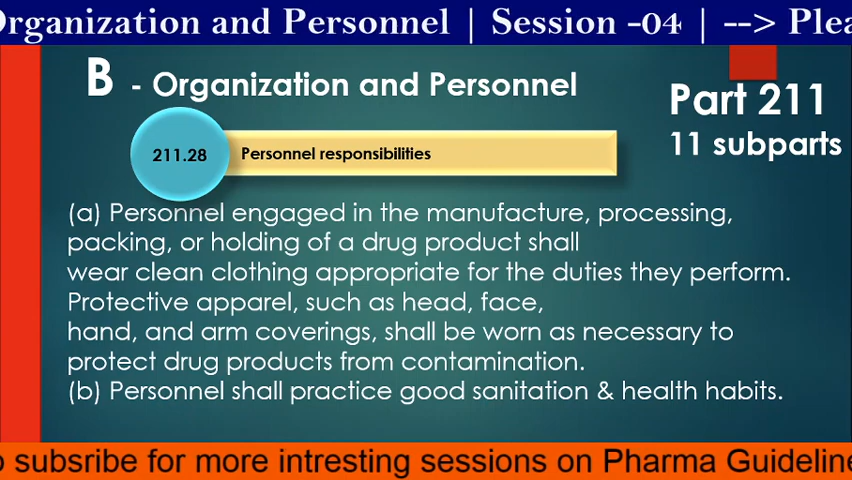 Organization and Personnel | Session -04 | --> Plea
B - Organization and Personnel
Part 211
11 subparts
211.28
Personnel responsibilities
(a) Personnel engaged in the manufacture, processing,
packing, or holding of a drug product shall
wear clean clothing appropriate for the duties they perform.
Protective apparel, such as head, face,
hand, and arm coverings, shall be worn as necessary to
protect drug products from contamination.
(b) Personnel shall practice good sanitation & health habits.
o subsribe for more intresting sessions on Pharma Guideline